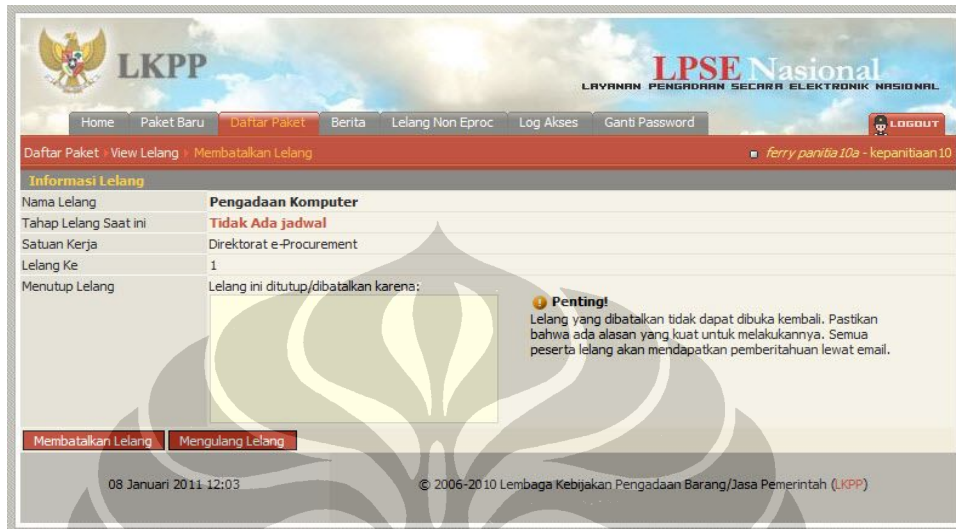 LKPP
LPSE Nasional
LAYANAN PENGADAAN SECARA ELEKTRONIK NASIONAL
Home Paket Baru Daftar Paket Berita Lelang Non Eproc Log Akses Ganti Password LOGOUT
Daftar Paket View Lelang Membatalkan Lelang ferry panitia 10a - kepanitiaan10
Informasi Lelang
Nama Lelang Pengadaan Komputer
Tahap Lelang Saat ini Tidak Ada jadwal
Satuan Kerja Direktorat e-Procurement
Lelang Ke 1
Menutup Lelang Lelang ini ditutup/dibatalkan karena:
Penting!
Lelang yang dibatalkan tidak dapat dibuka kembali. Pastikan
bahwa ada alasan yang kuat untuk melakukannya. Semua
peserta lelang akan mendapatkan pemberitahuan lewat email.
Membatalkan Lelang Mengulang Lelang
08 Januari 2011 12:03 © 2006-2010 Lembaga Kebijakan Pengadaan Barang/Jasa Pemerintah (LKPP)